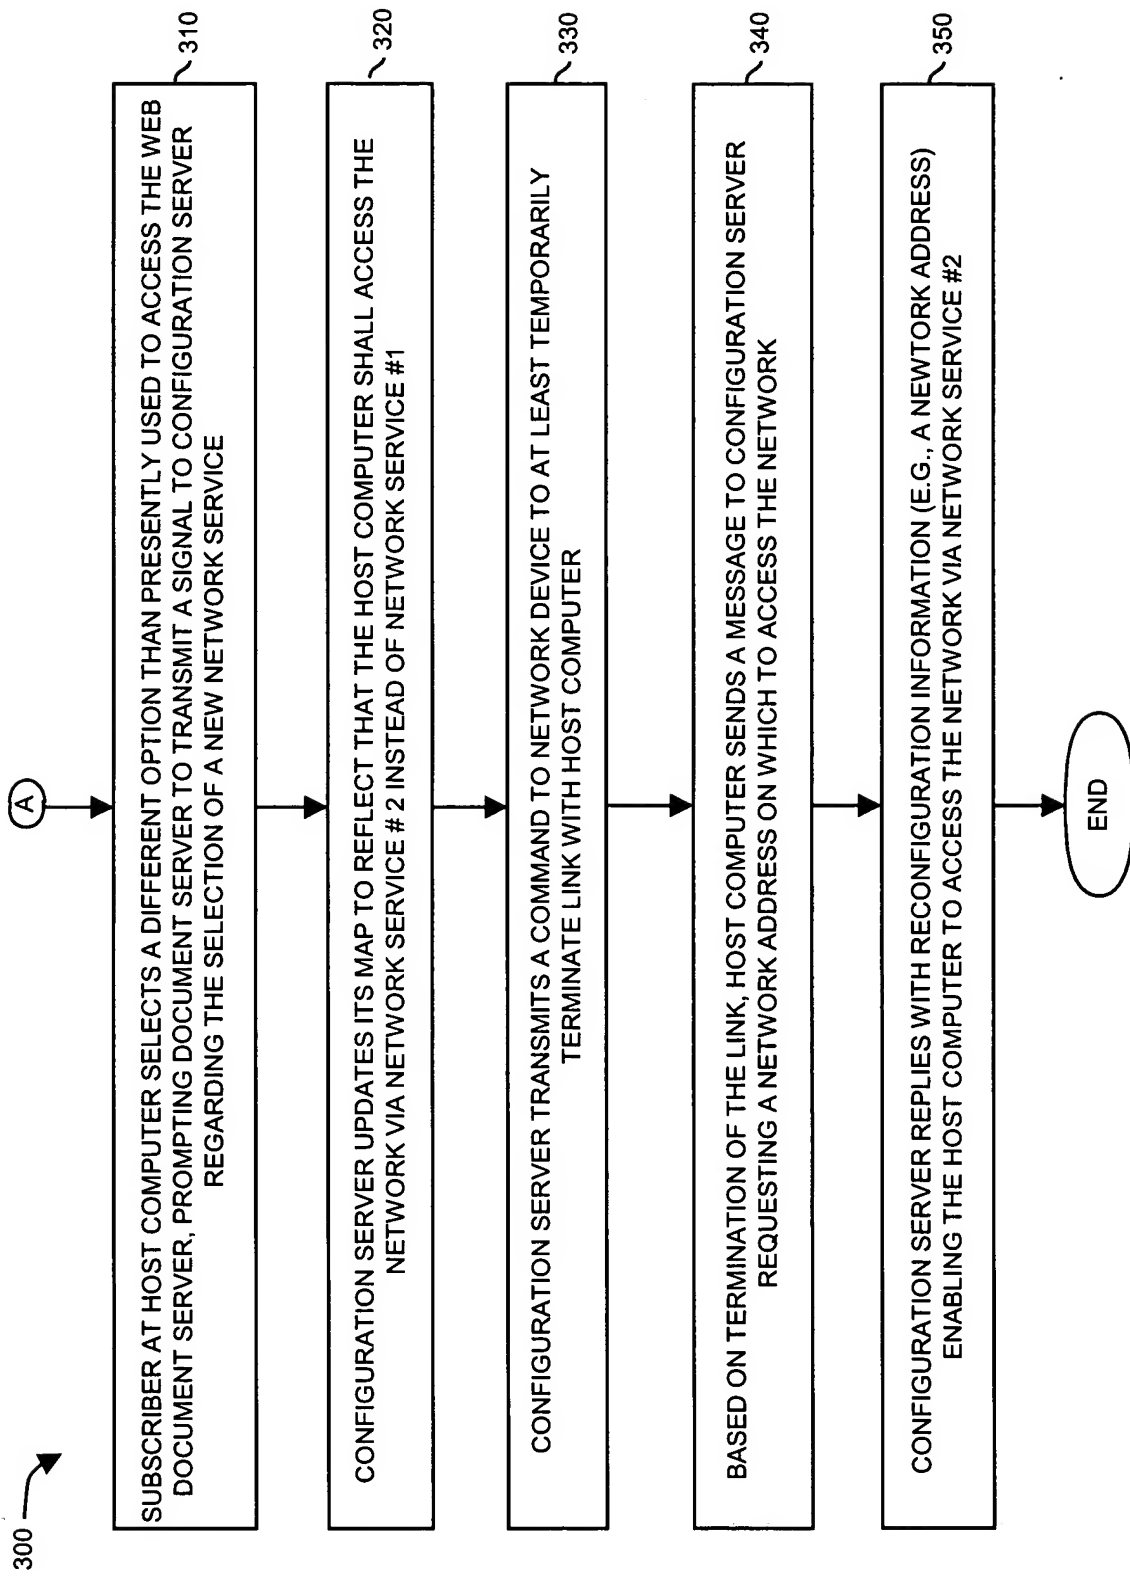 300
A
SUBSCRIBER AT HOST COMPUTER SELECTS A DIFFERENT OPTION THAN PRESENTLY USED TO ACCESS THE WEB
DOCUMENT SERVER, PROMPTING DOCUMENT SERVER TO TRANSMIT A SIGNAL TO CONFIGURATION SERVER
REGARDING THE SELECTION OF A NEW NETWORK SERVICE
310
CONFIGURATION SERVER UPDATES ITS MAP TO REFLECT THAT THE HOST COMPUTER SHALL ACCESS THE
NETWORK VIA NETWORK SERVICE # 2 INSTEAD OF NETWORK SERVICE #1
320
CONFIGURATION SERVER TRANSMITS A COMMAND TO NETWORK DEVICE TO AT LEAST TEMPORARILY
TERMINATE LINK WITH HOST COMPUTER
330
BASED ON TERMINATION OF THE LINK, HOST COMPUTER SENDS A MESSAGE TO CONFIGURATION SERVER
REQUESTING A NETWORK ADDRESS ON WHICH TO ACCESS THE NETWORK
340
CONFIGURATION SERVER REPLIES WITH RECONFIGURATION INFORMATION (E.G., A NEWTORK ADDRESS)
ENABLING THE HOST COMPUTER TO ACCESS THE NETWORK VIA NETWORK SERVICE #2
350
END